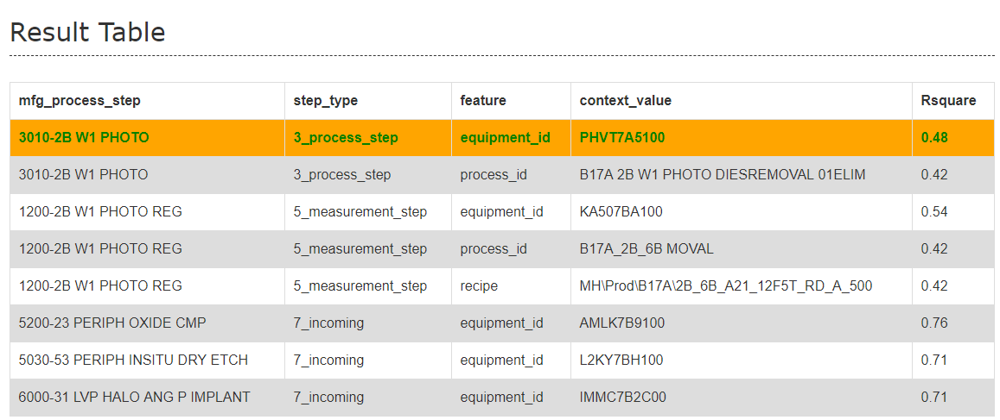 Result Table
mfg_process_step step_type feature context_value Rsquare
3010-2B W1 PHOTO 3_process_step equipment_id PHVT7A5100 0.48
3010-2B W1 PHOTO 3_process_step process_id B17A 2B W1 PHOTO DIESREMOVAL 01ELIM 0.42
1200-2B W1 PHOTO REG 5_measurement_step equipment_id KA507BA100 0.54
1200-2B W1 PHOTO REG 5_measurement_step process_id B17A_2B_6B MOVAL 0.42
1200-2B W1 PHOTO REG 5_measurement_step recipe MH\Prod\B17A\2B_6B_A21_12F5T_RD_A_500 0.42
5200-23 PERIPH OXIDE CMP 7_incoming equipment_id AMLK7B9100 0.76
5030-53 PERIPH INSITU DRY ETCH 7_incoming equipment_id L2KY7BH100 0.71
6000-31 LVP HALO ANG P IMPLANT 7_incoming equipment_id IMMC7B2C00 0.71